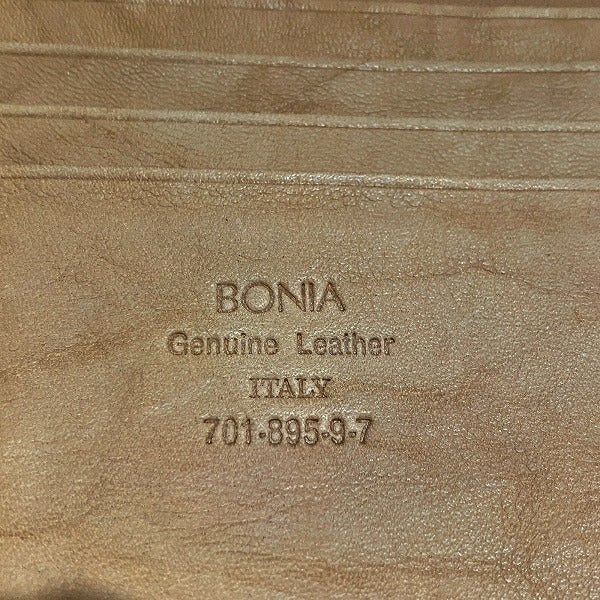 BONIA
Genuine Leather
ITALY
701-895-9-7